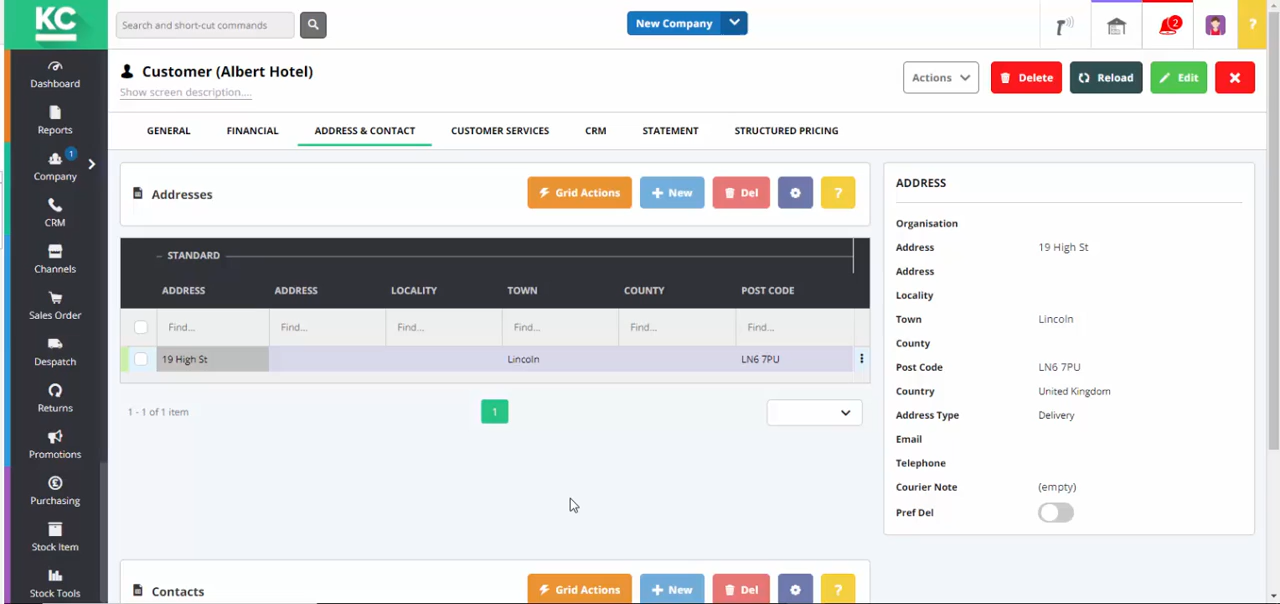 KC
Search and short-cut commands
New Company
2
?
Dashboard
Reports
1
Company
CRM
Channels
Sales Order
Despatch
Returns
Promotions
Purchasing
Stock Item
Stock Tools
Customer (Albert Hotel)
Show screen description....
Actions
Delete
Reload
Edit
GENERAL
FINANCIAL
ADDRESS & CONTACT
CUSTOMER SERVICES
CRM
STATEMENT
STRUCTURED PRICING
Addresses
Grid Actions
New
Del
?
STANDARD
ADDRESS ADDRESS LOCALITY TOWN COUNTY POST CODE
Find... Find... Find... Find... Find... Find...
19 High St Lincoln LN6 7PU
1 - 1 of 1 item
1
ADDRESS
Organisation
Address 19 High St
Address
Locality
Town Lincoln
County
Post Code LN6 7PU
Country United Kingdom
Address Type Delivery
Email
Telephone
Courier Note (empty)
Pref Del
Contacts
Grid Actions
New
Del
?